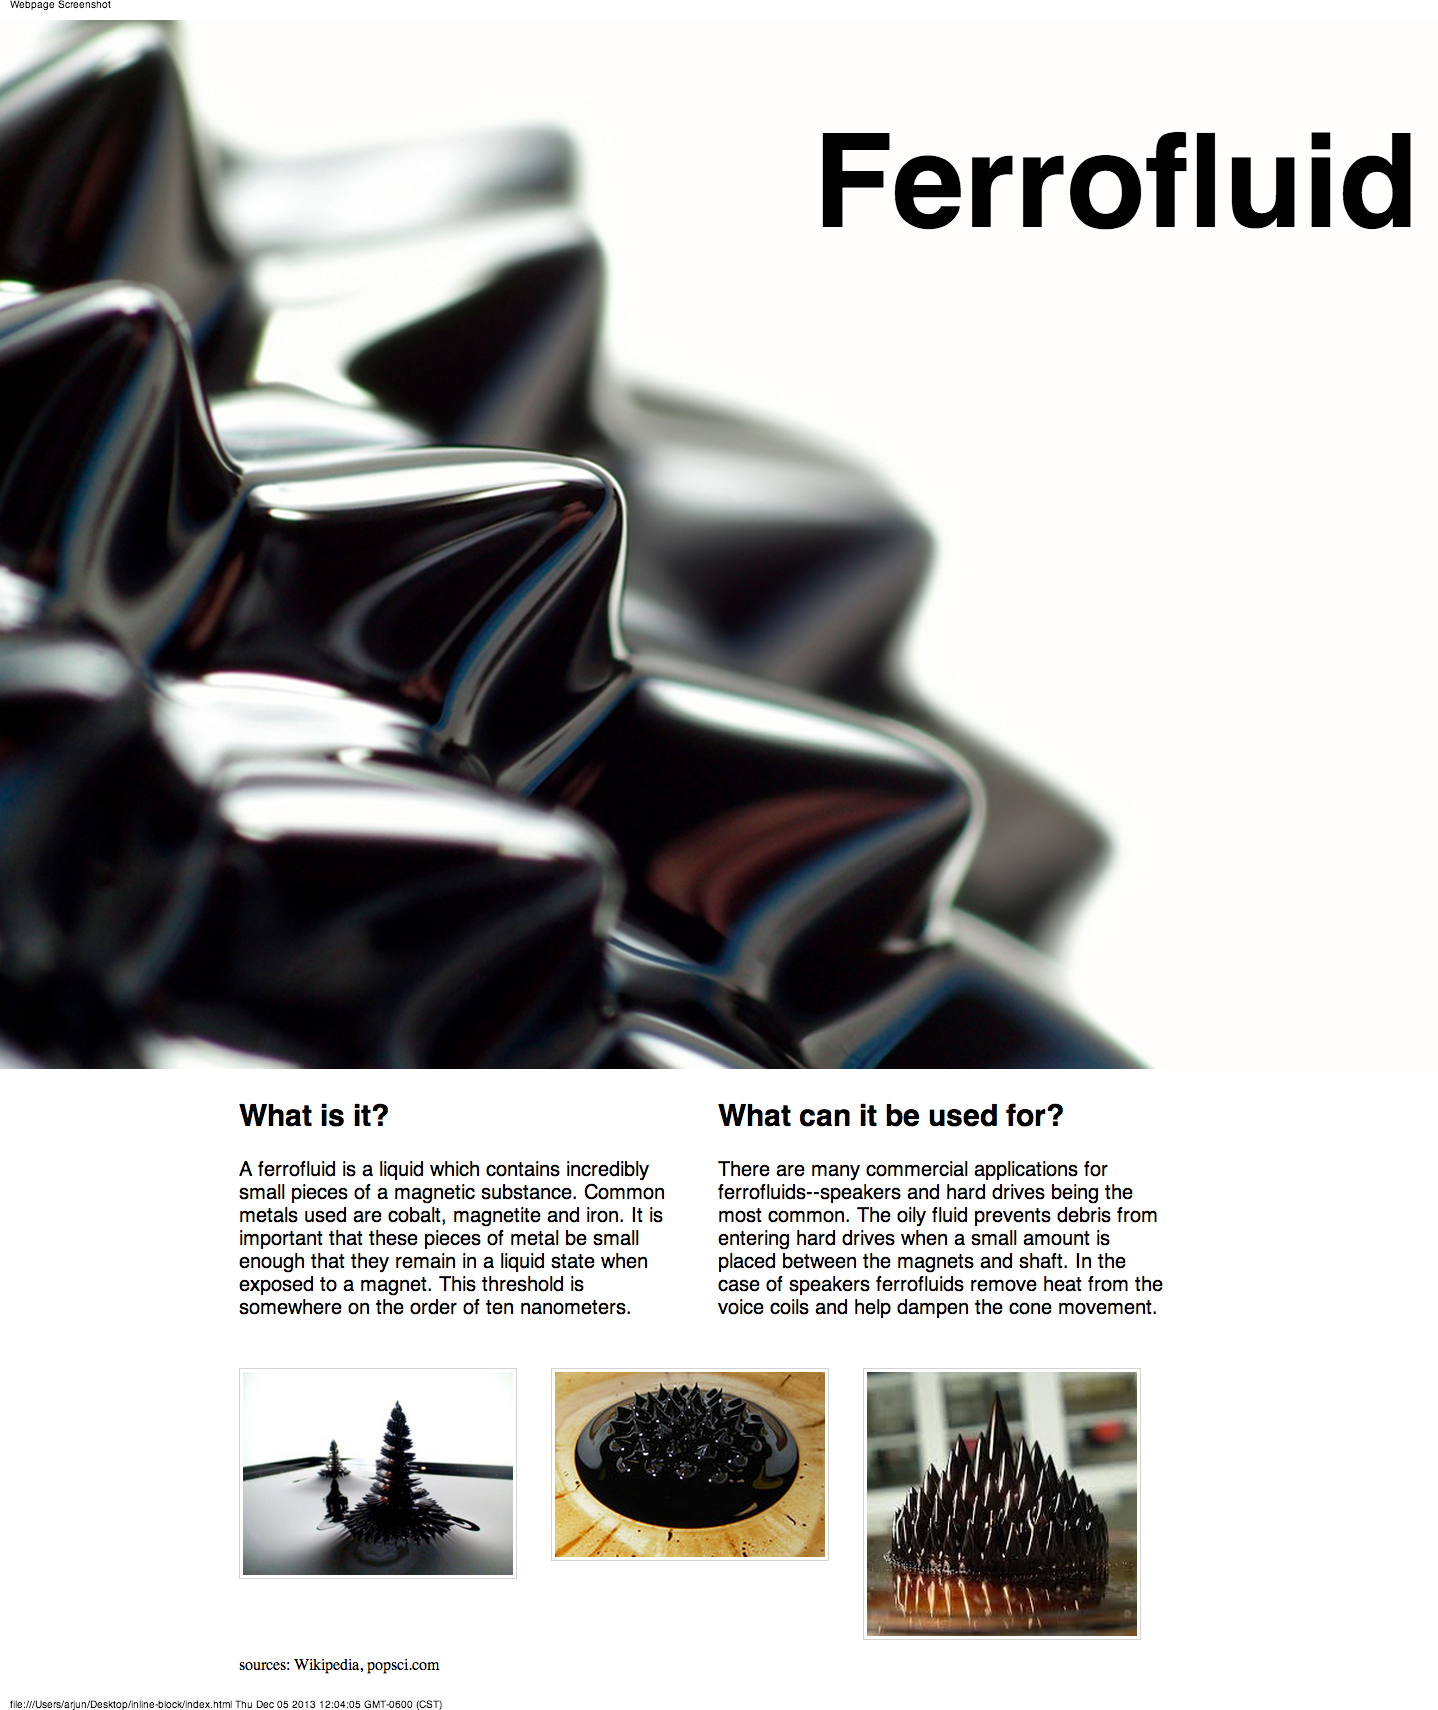 Webpage Screenshot
Ferrofluid
What is it?
A ferrofluid is a liquid which contains incredibly
small pieces of a magnetic substance. Common
metals used are cobalt, magnetite and iron. It is
important that these pieces of metal be small
enough that they remain in a liquid state when
exposed to a magnet. This threshold is
somewhere on the order of ten nanometers.
What can it be used for?
There are many commercial applications for
ferrofluids--speakers and hard drives being the
most common. The oily fluid prevents debris from
entering hard drives when a small amount is
placed between the magnets and shaft. In the
case of speakers ferrofluids remove heat from the
voice coils and help dampen the cone movement.
sources: Wikipedia, popsci.com
file:///Users/arjun/Desktop/inline-block/index.html Thu Dec 05 2013 12:04:05 GMT-0600 (CST)